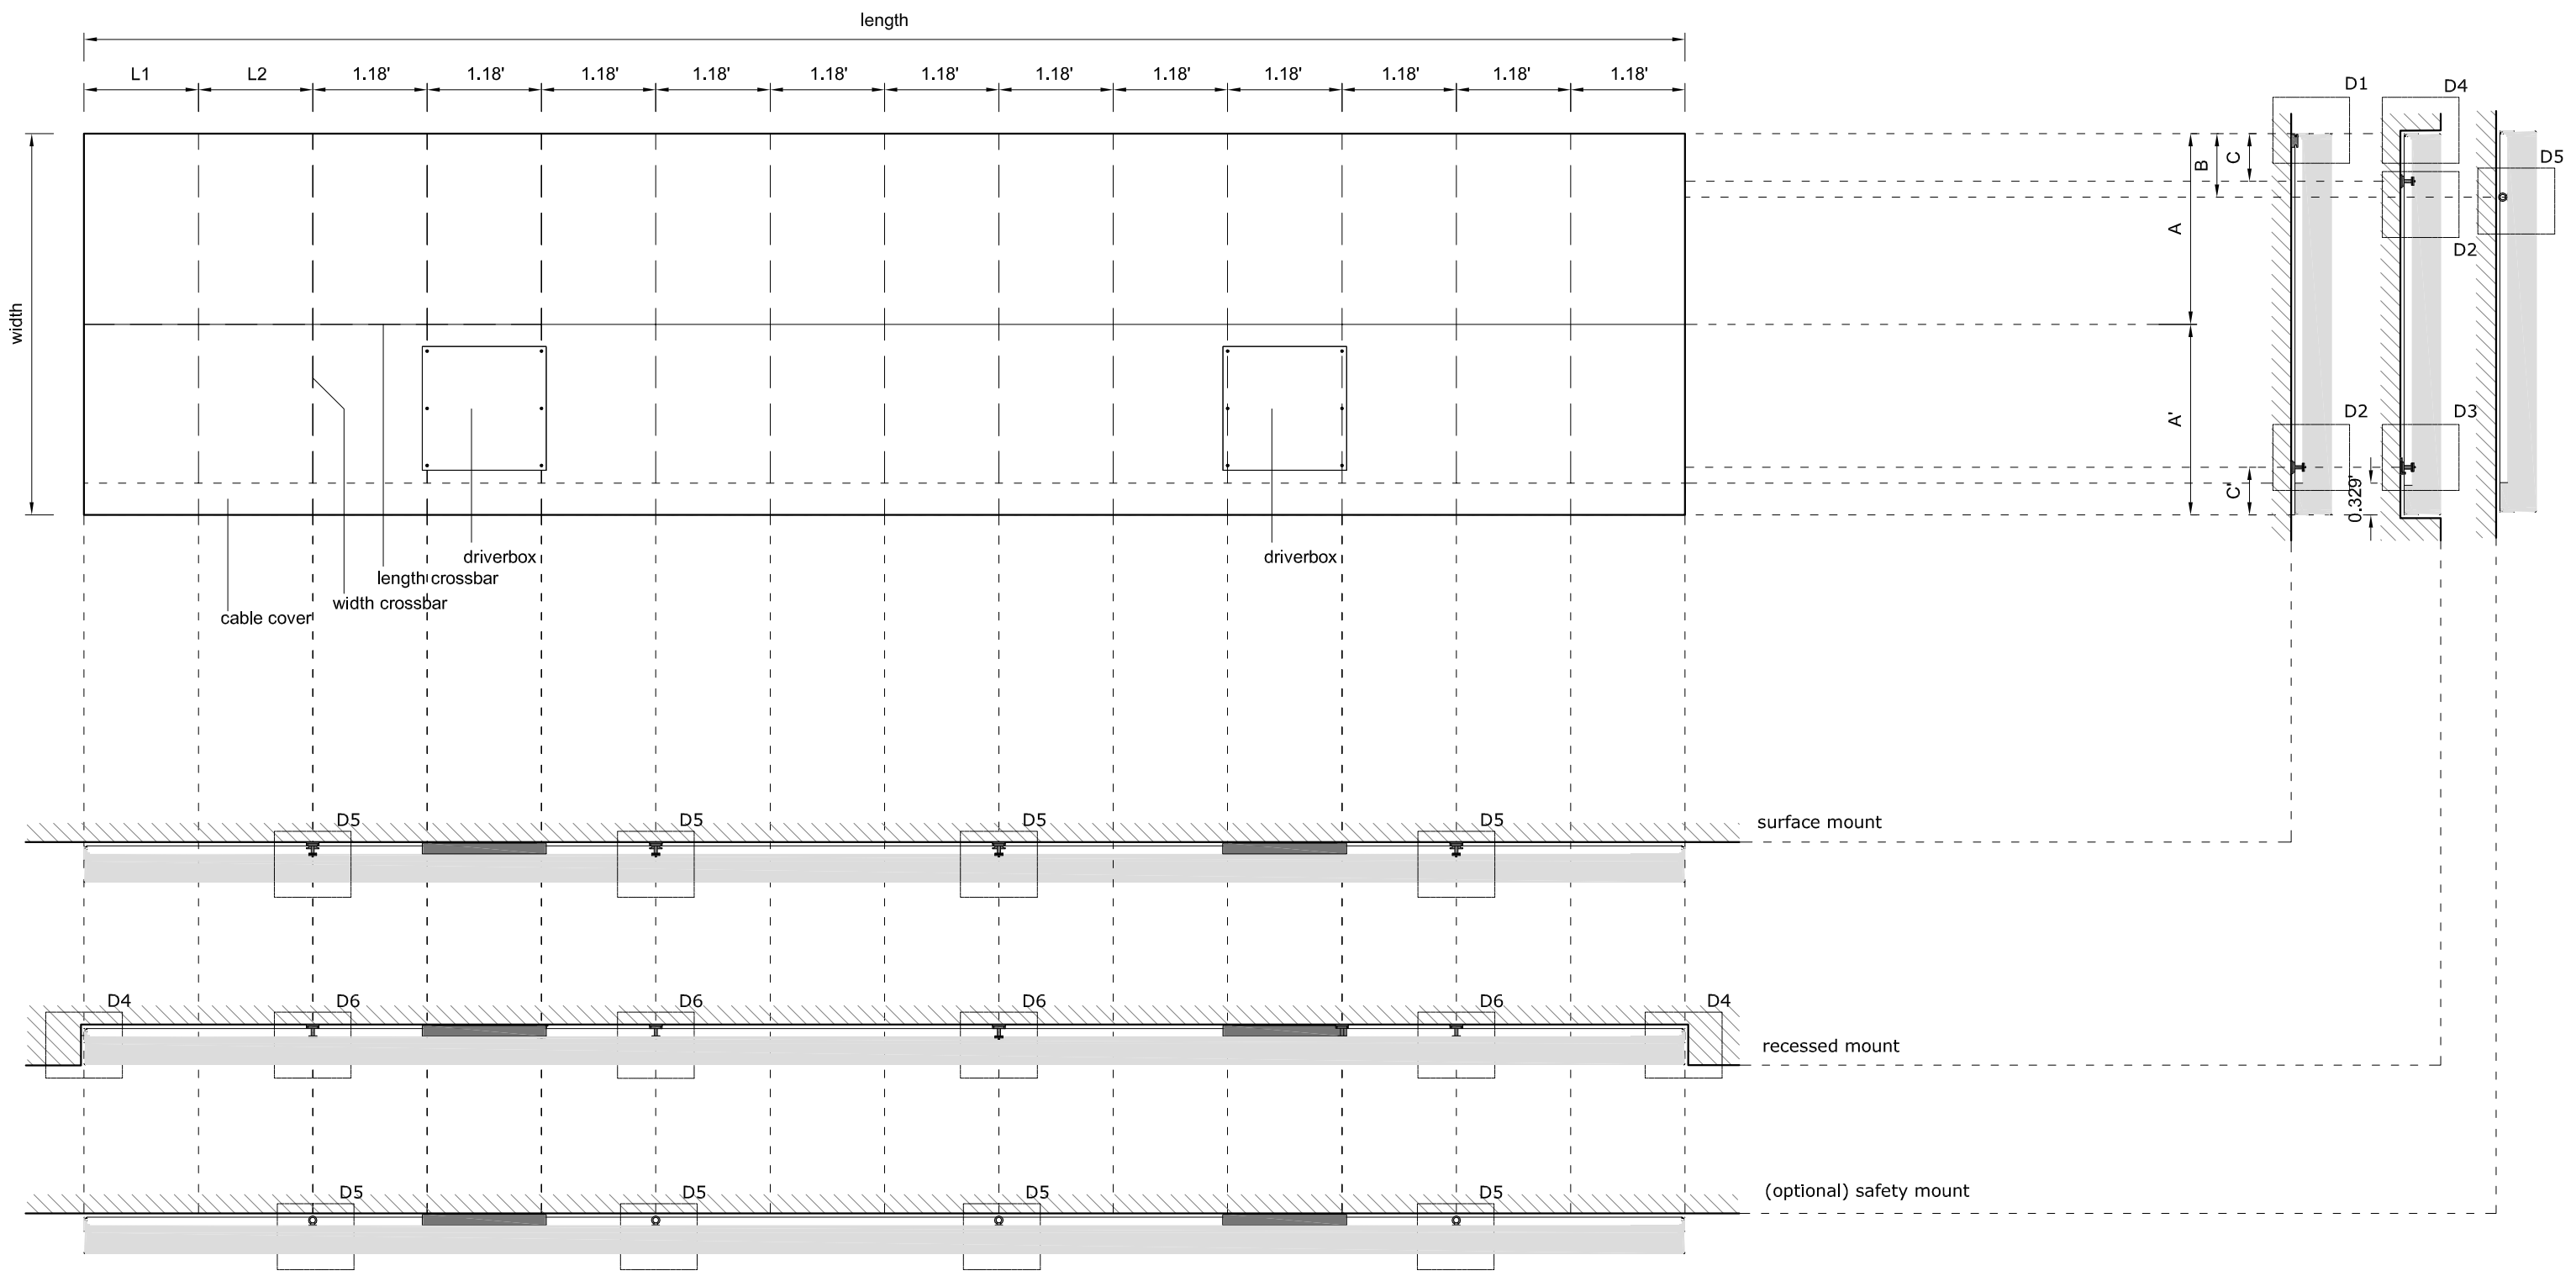 length
L1 L2 1.18' 1.18' 1.18' 1.18' 1.18' 1.18' 1.18' 1.18' 1.18' 1.18' 1.18' 1.18'
D1 D4
D5
B C
A
D2
width
A'
D2 D3
C' 0.329'
driverbox driverbox
length crossbar
width crossbar
cable cover
D5 D5 D5 D5 surface mount
D4 D6 D6 D6 D6 D4
recessed mount
D5 D5 D5 D5 (optional) safety mount